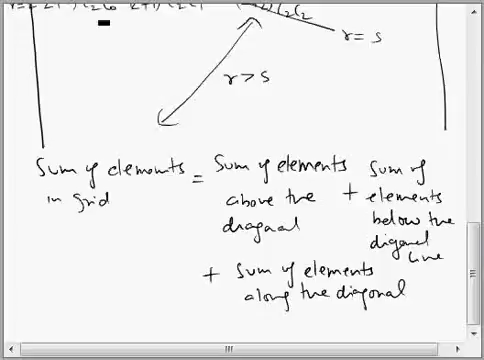 r = s
r > s
Sum of elements in grid = Sum of elements above the diagonal + Sum of elements below the digonal line
+ Sum of elements along the diagonal